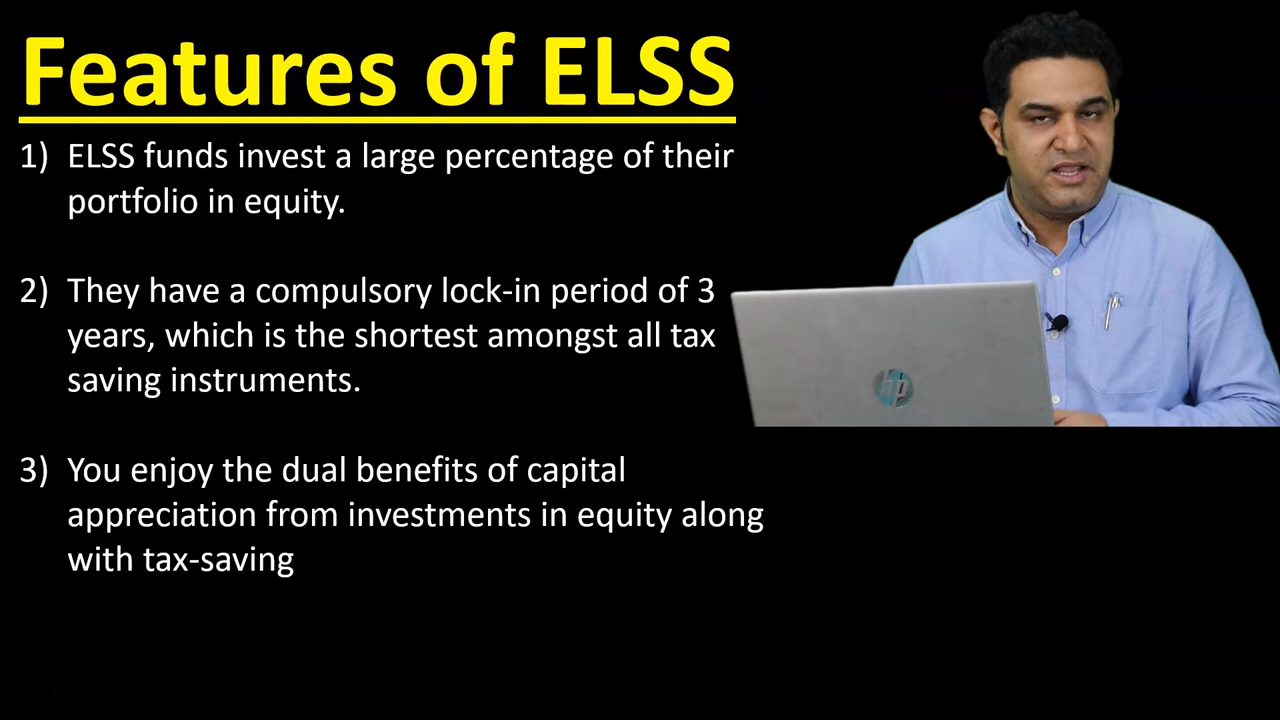 Features of ELSS
1) ELSS funds invest a large percentage of their
portfolio in equity.
2) They have a compulsory lock-in period of 3
years, which is the shortest amongst all tax
saving instruments.
3) You enjoy the dual benefits of capital
appreciation from investments in equity along
with tax-saving
hp